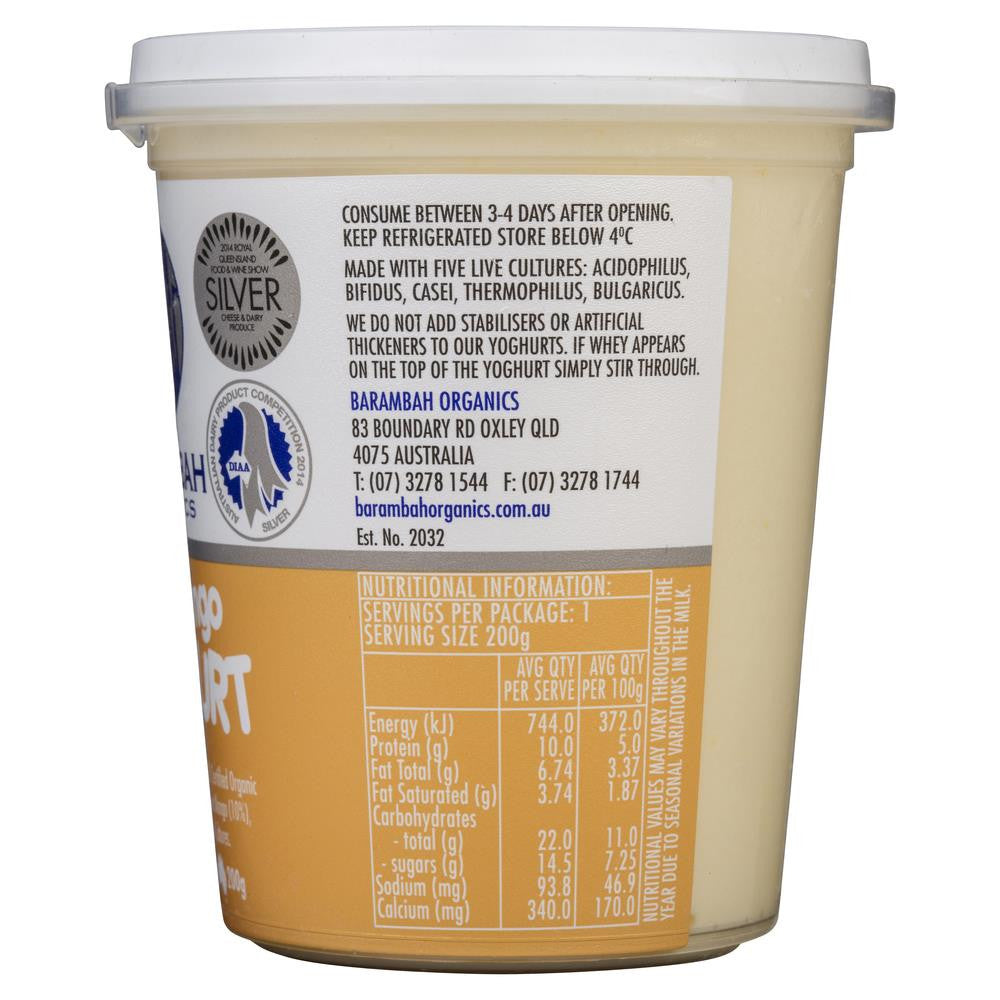 2014 ROYAL
QUEENSLAND
FOOD & WINE SHOW
SILVER
CHEESE & DAIRY
PRODUCE
AUSTRALIAN DAIRY PRODUCT COMPETITION 2014
DIAA
SILVER
AH
CS
CONSUME BETWEEN 3-4 DAYS AFTER OPENING.
KEEP REFRIGERATED STORE BELOW 4⁰C
MADE WITH FIVE LIVE CULTURES: ACIDOPHILUS,
BIFIDUS, CASEI, THERMOPHILUS, BULGARICUS.
WE DO NOT ADD STABILISERS OR ARTIFICIAL
THICKENERS TO OUR YOGHURTS. IF WHEY APPEARS
ON THE TOP OF THE YOGHURT SIMPLY STIR THROUGH.
BARAMBAH ORGANICS
83 BOUNDARY RD OXLEY QLD
4075 AUSTRALIA
T: (07) 3278 1544 F: (07) 3278 1744
barambahorganics.com.au
Est. No. 2032
go
URT
Organic
(10%),
200g
NUTRITIONAL INFORMATION:
SERVINGS PER PACKAGE: 1
SERVING SIZE 200g
AVG QTY AVG QTY
PER SERVE PER 100g
Energy (kJ) 744.0 372.0
Protein (g) 10.0 5.0
Fat Total (g) 6.74 3.37
Fat Saturated (g) 3.74 1.87
Carbohydrates
- total (g) 22.0 11.0
- sugars (g) 14.5 7.25
Sodium (mg) 93.8 46.9
Calcium (mg) 340.0 170.0
NUTRITIONAL VALUES MAY VARY THROUGHOUT THE
YEAR DUE TO SEASONAL VARIATIONS IN THE MILK.